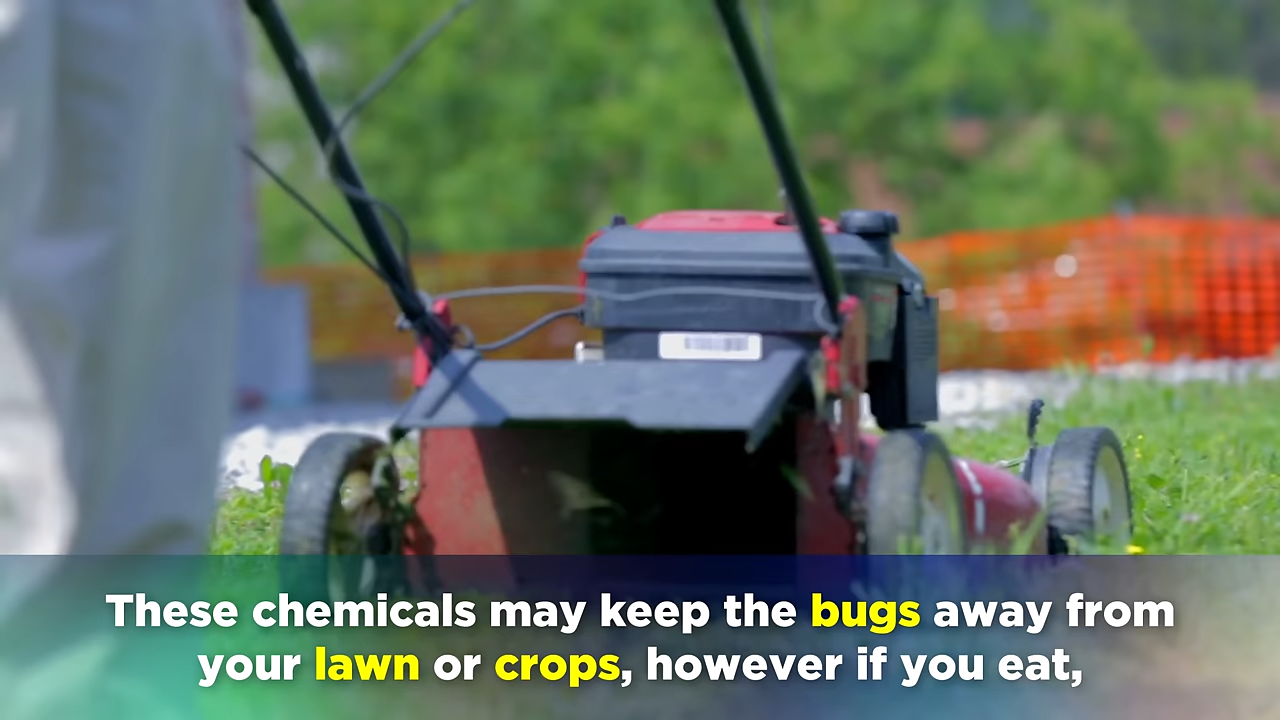 These chemicals may keep the bugs away from
your lawn or crops, however if you eat,